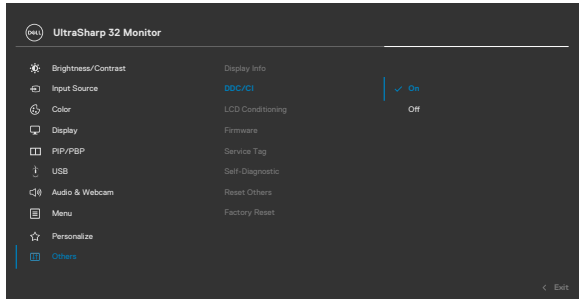 DELL UltraSharp 32 Monitor
Brightness/Contrast Display Info
Input Source DDC/CI On
Color LCD Conditioning Off
Display Firmware
PIP/PBP Service Tag
USB Self-Diagnostic
Audio & Webcam Reset Others
Menu Factory Reset
Personalize
Others
Exit